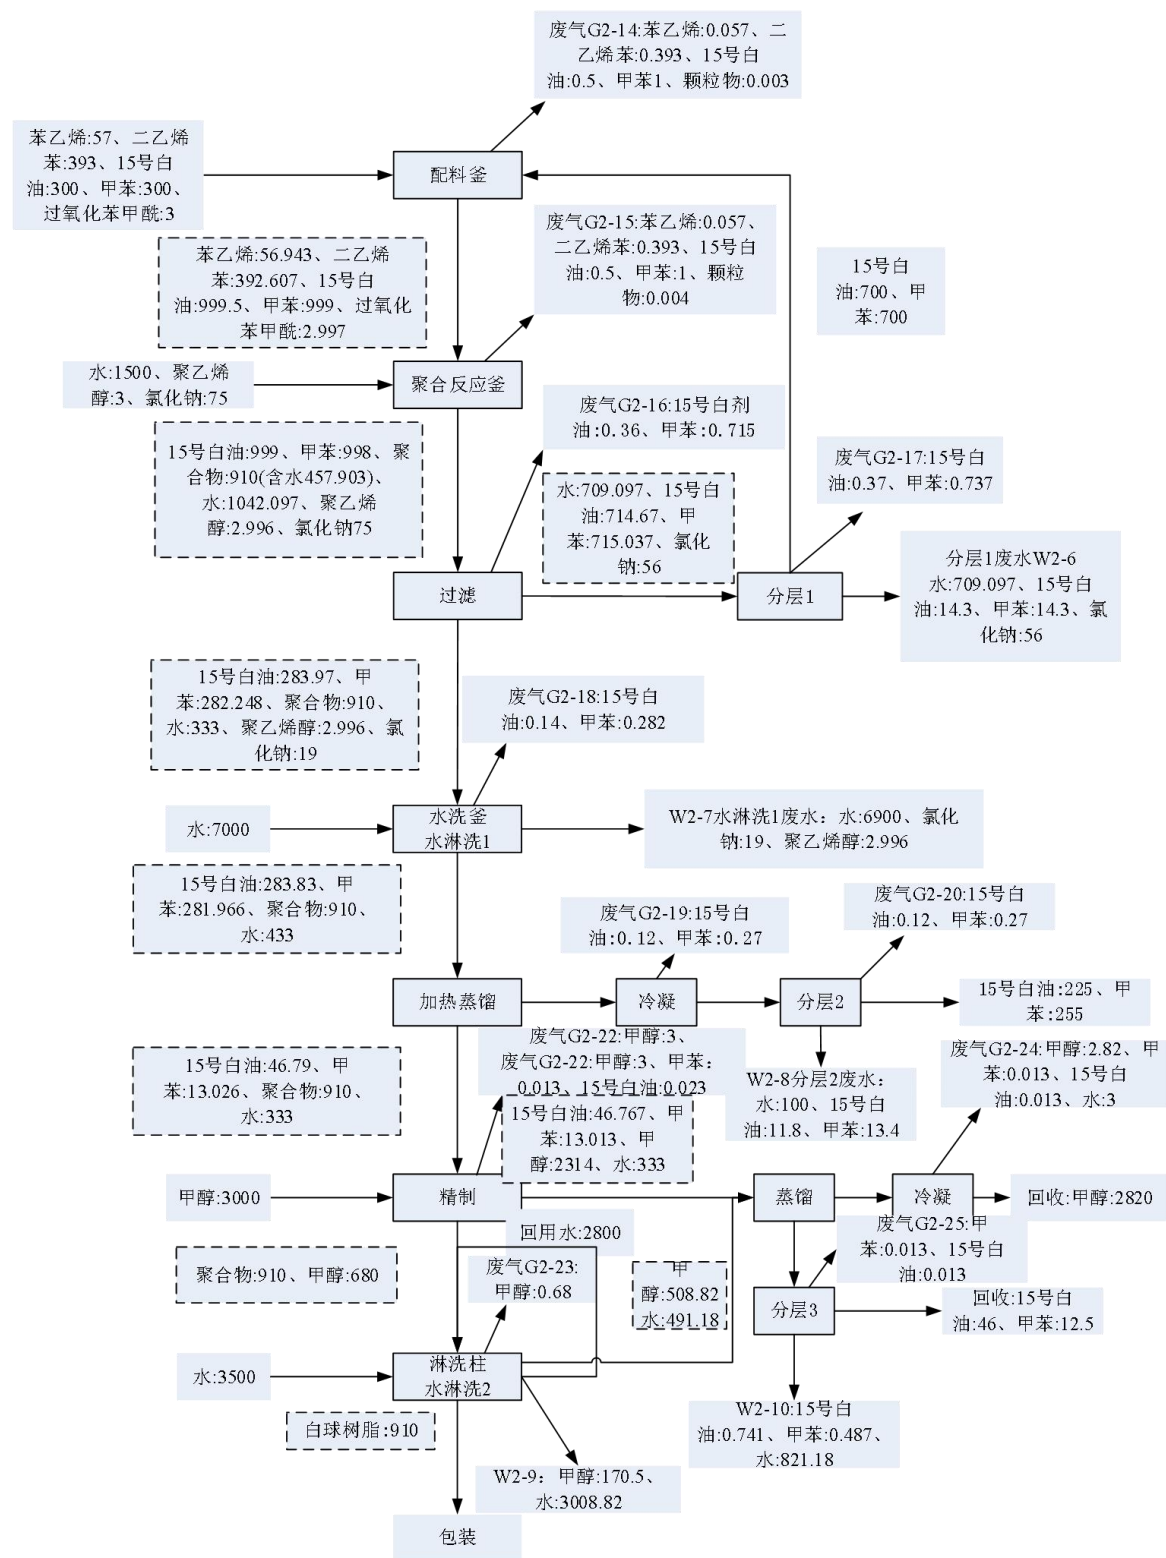 废气G2-14:苯乙烯:0.057、二
乙烯苯:0.393、15号白
油:0.5、甲苯1、颗粒物:0.003
苯乙烯:57、二乙烯
苯:393、15号白
油:300、甲苯:300、
过氧化苯甲酰:3
配料釜
废气G2-15:苯乙烯:0.057、
二乙烯苯:0.393、15号白
油:0.5、甲苯:1、颗粒
物:0.004
苯乙烯:56.943、二乙烯
苯:392.607、15号白
油:999.5、甲苯:999、过氧化
苯甲酰:2.997
15号白
油:700、甲
苯:700
水:1500、聚乙烯
醇:3、氯化钠:75
聚合反应釜
废气G2-16:15号白剂
油:0.36、甲苯:0.715
15号白油:999、甲苯:998、聚
合物:910(含水457.903)、
水:1042.097、聚乙烯
醇:2.996、氯化钠75
水:709.097、15号白
油:714.67、甲
苯:715.037、氯化
钠:56
废气G2-17:15号白
油:0.37、甲苯:0.737
过滤
分层1
分层1废水W2-6
水:709.097、15号白
油:14.3、甲苯:14.3、氯
化钠:56
15号白油:283.97、甲
苯:282.248、聚合物:910、
水:333、聚乙烯醇:2.996、氯
化钠:19
废气G2-18:15号白
油:0.14、甲苯:0.282
水:7000
水洗釜
水淋洗1
W2-7水淋洗1废水：水:6900、氯化
钠:19、聚乙烯醇:2.996
15号白油:283.83、甲
苯:281.966、聚合物:910、
水:433
废气G2-19:15号白
油:0.12、甲苯:0.27
废气G2-20:15号白
油:0.12、甲苯:0.27
加热蒸馏
冷凝
分层2
15号白油:225、甲
苯:255
废气G2-22:甲醇:3、
废气G2-22:甲醇:3、甲苯:
0.013、15号白油:0.023
15号白油:46.79、甲
苯:13.026、聚合物:910、
水:333
W2-8分层2废水：
水:100、15号白
油:11.8、甲苯:13.4
废气G2-24:甲醇:2.82、甲
苯:0.013、15号白
油:0.013、水:3
15号白油:46.767、甲
苯:13.013、甲
醇:2314、水:333
甲醇:3000
精制
蒸馏
冷凝
回收:甲醇:2820
回用水:2800
废气G2-25:甲
苯:0.013、15号白
油:0.013
聚合物:910、甲醇:680
废气G2-23:
甲醇:0.68
甲
醇:508.82
水:491.18
分层3
回收:15号白
油:46、甲苯:12.5
水:3500
淋洗柱
水淋洗2
W2-10:15号白
油:0.741、甲苯:0.487、
水:821.18
白球树脂:910
W2-9：甲醇:170.5、
水:3008.82
包装